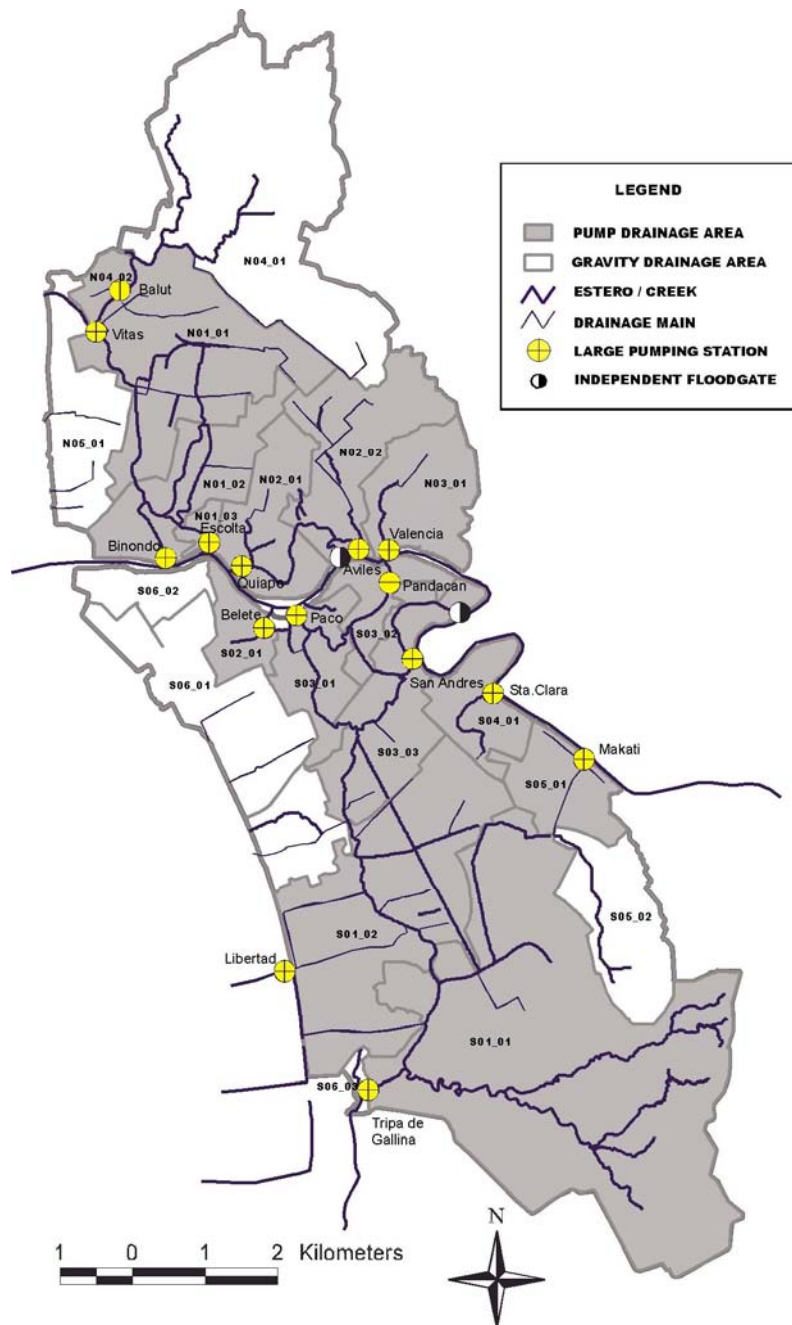 LEGEND
PUMP DRAINAGE AREA
GRAVITY DRAINAGE AREA
ESTERO / CREEK
DRAINAGE MAIN
LARGE PUMPING STATION
INDEPENDENT FLOODGATE
N04_01
N04_02
Balut
Vitas
N01_01
N05_01
N02_02
N01_02
N02_01
N03_01
N01_03
Escolta
Binondo
Valencia
Quiapo
Aviles
Pandacan
S06_02
Belete
Paco
S03_02
S02_01
S06_01
S03_01
San Andres
Sta.Clara
S04_01
S03_03
Makati
S05_01
S05_02
S01_02
Libertad
S01_01
S06_03
Tripa de
Gallina
N
1 0 1 2 Kilometers